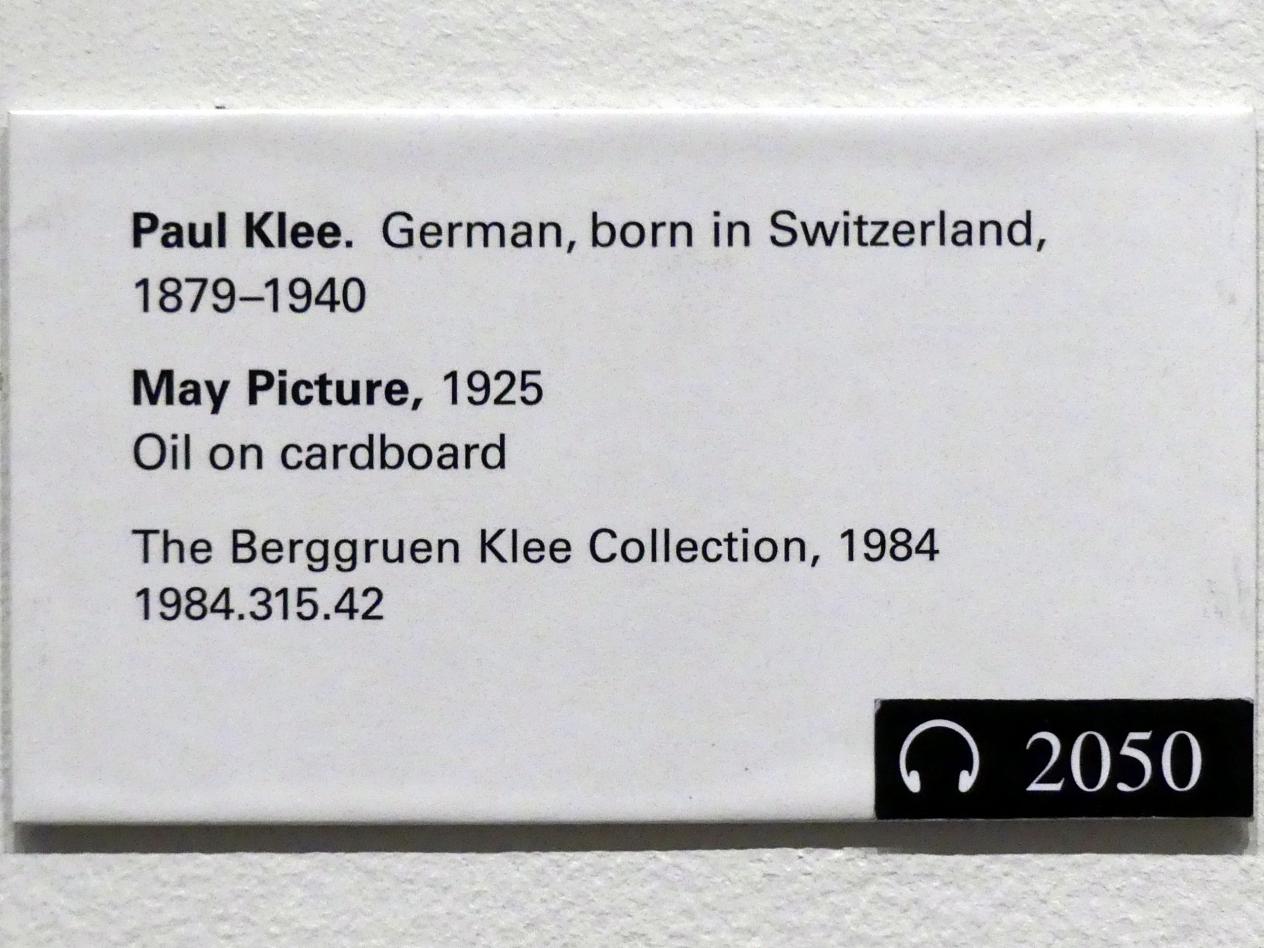 Paul Klee. German, born in Switzerland,
1879–1940
May Picture, 1925
Oil on cardboard
The Berggruen Klee Collection, 1984
1984.315.42
2050